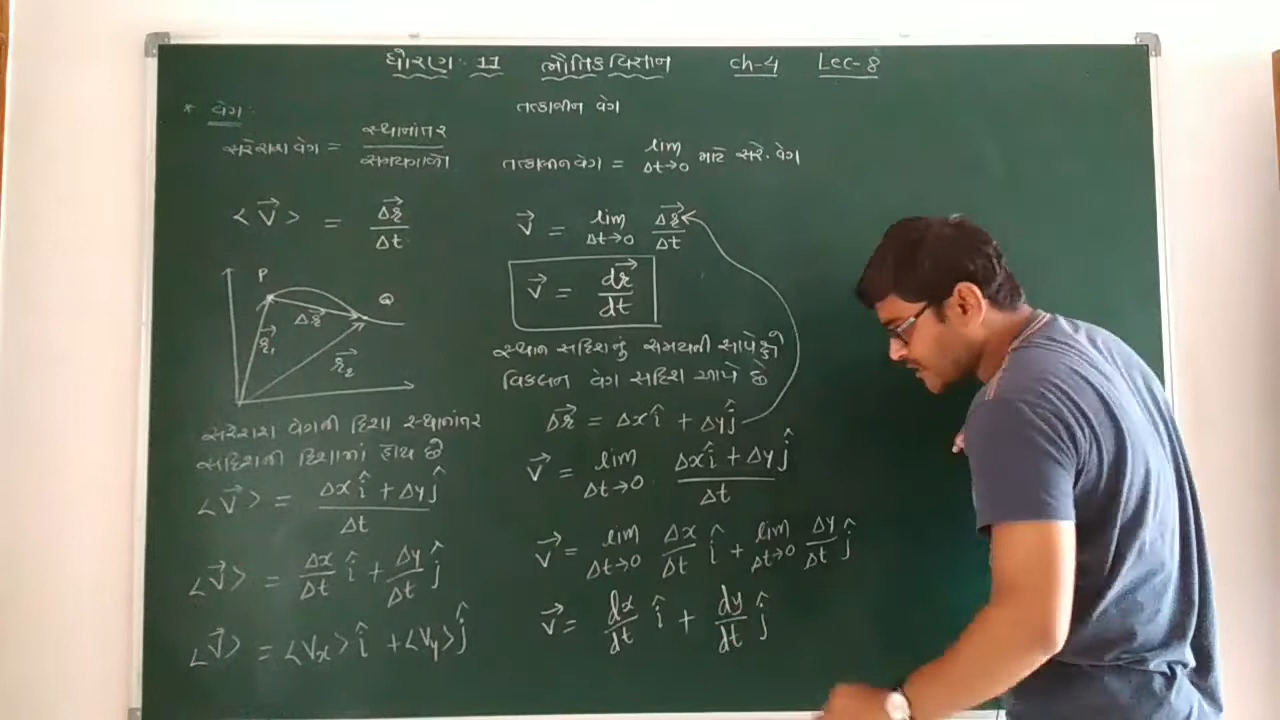 ધોરણ: 11 ભૌતિકવિજ્ઞાન ch-4 Lec-8
* વેગ:
સરેરાશ વેગ = સ્થાનાંતર / સમયગાળો
<v⃗> = Δr⃗ / Δt
P
Q
Δr⃗
r⃗₁
r⃗₂
સરેરાશ વેગની દિશા સ્થાનાંતર
સદિશની દિશામાં હોય છે
<v⃗> = Δx î + Δy ĵ / Δt
<v⃗> = Δx/Δt î + Δy/Δt ĵ
<v⃗> = <Vx> î + <Vy> ĵ
તત્કાલીન વેગ
તત્કાલીન વેગ = lim Δt→0 માટે સરે. વેગ
v⃗ = lim Δt→0 Δr⃗ / Δt
v⃗ = dr⃗ / dt
સ્થાન સદિશનું સમયની સાપેક્ષે
વિકલન વેગ સદિશ આપે છે
Δr⃗ = Δx î + Δy ĵ
v⃗ = lim Δt→0 Δx î + Δy ĵ / Δt
v⃗ = lim Δt→0 Δx/Δt î + lim Δt→0 Δy/Δt ĵ
v⃗ = dx/dt î + dy/dt ĵ